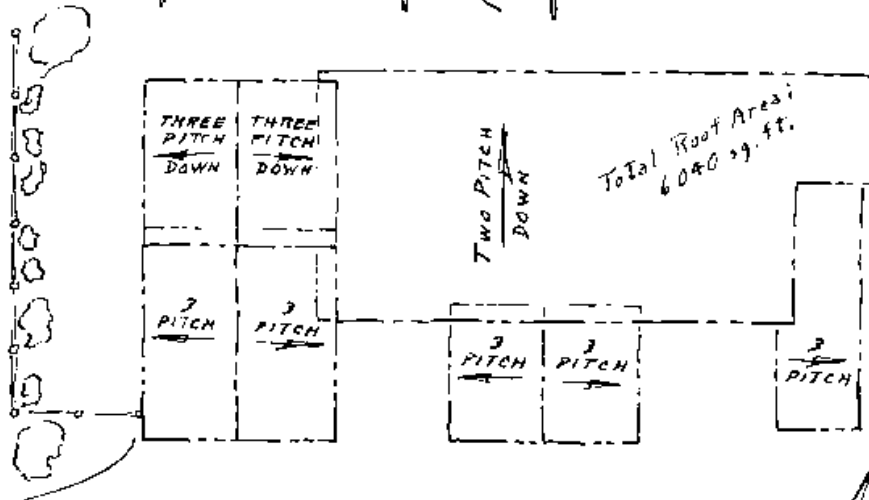 THREE
PITCH
DOWN
THREE
PITCH
DOWN
TWO PITCH
DOWN
Total Roof Area:
6040 sq. ft.
3
PITCH
3
PITCH
3
PITCH
3
PITCH
3
PITCH